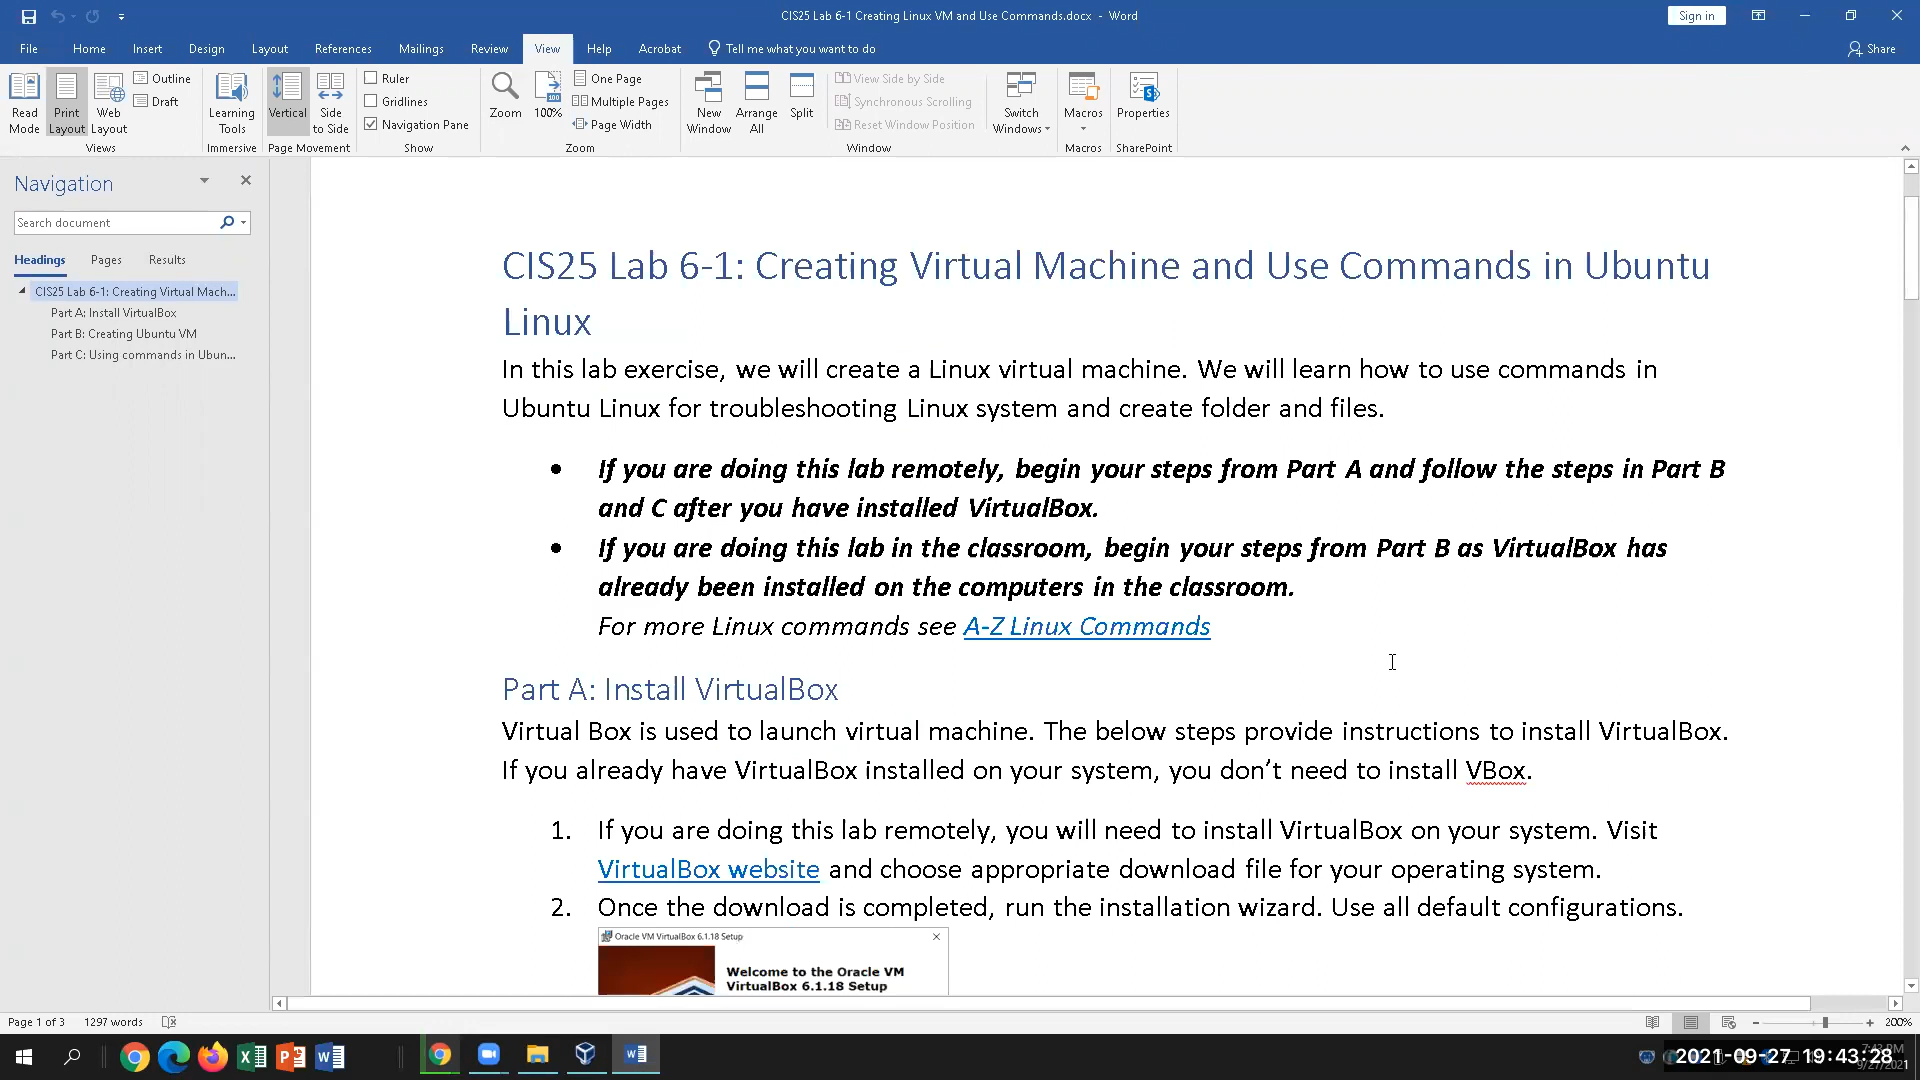 CIS25 Lab 6-1 Creating Linux VM and Use Commands.docx - Word
Sign in
File Home Insert Design Layout References Mailings Review View Help Acrobat Tell me what you want to do
Share
Read Mode
Print Layout
Web Layout
Outline
Draft
Views
Learning Tools
Immersive
Vertical
Side to Side
Page Movement
Ruler
Gridlines
Navigation Pane
Show
Zoom
100%
One Page
Multiple Pages
Page Width
Zoom
New Window
Arrange All
Split
View Side by Side
Synchronous Scrolling
Reset Window Position
Window
Switch Windows
Macros
Macros
Properties
SharePoint
Navigation
Search document
Headings Pages Results
CIS25 Lab 6-1: Creating Virtual Mach...
Part A: Install VirtualBox
Part B: Creating Ubuntu VM
Part C: Using commands in Ubun...
CIS25 Lab 6-1: Creating Virtual Machine and Use Commands in Ubuntu
Linux
In this lab exercise, we will create a Linux virtual machine. We will learn how to use commands in
Ubuntu Linux for troubleshooting Linux system and create folder and files.
• If you are doing this lab remotely, begin your steps from Part A and follow the steps in Part B
and C after you have installed VirtualBox.
• If you are doing this lab in the classroom, begin your steps from Part B as VirtualBox has
already been installed on the computers in the classroom.
For more Linux commands see A-Z Linux Commands
Part A: Install VirtualBox
Virtual Box is used to launch virtual machine. The below steps provide instructions to install VirtualBox.
If you already have VirtualBox installed on your system, you don't need to install VBox.
1. If you are doing this lab remotely, you will need to install VirtualBox on your system. Visit
VirtualBox website and choose appropriate download file for your operating system.
2. Once the download is completed, run the installation wizard. Use all default configurations.
Oracle VM VirtualBox 6.1.18 Setup
Welcome to the Oracle VM
VirtualBox 6.1.18 Setup
Page 1 of 3 1297 words
200%
2021-09-27 19:43:28
7:43 PM
9/27/2021